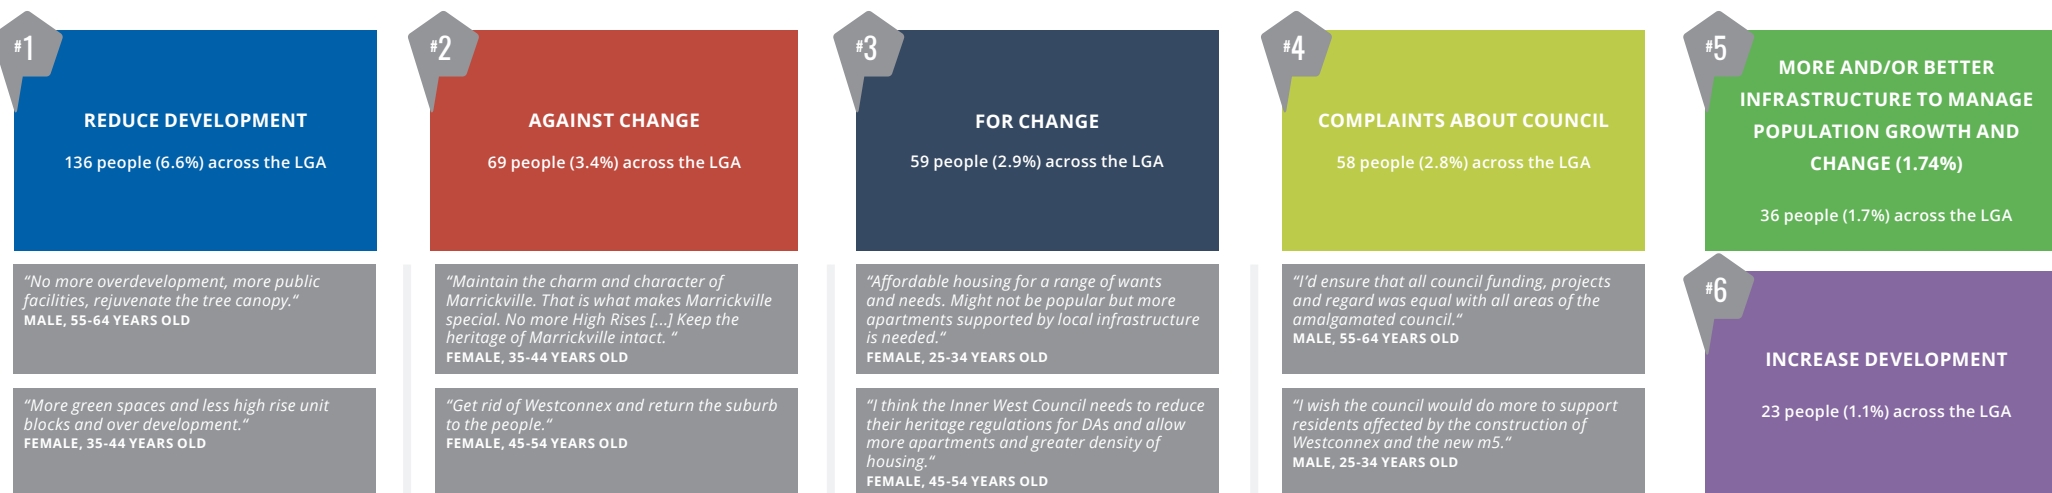 #1
REDUCE DEVELOPMENT
136 people (6.6%) across the LGA
“No more overdevelopment, more public
facilities, rejuvenate the tree canopy.“
MALE, 55-64 YEARS OLD
“More green spaces and less high rise unit
blocks and over development.“
FEMALE, 35-44 YEARS OLD
#2
AGAINST CHANGE
69 people (3.4%) across the LGA
“Maintain the charm and character of
Marrickville. That is what makes Marrickville
special. No more High Rises [...] Keep the
heritage of Marrickville intact. “
FEMALE, 35-44 YEARS OLD
“Get rid of Westconnex and return the suburb
to the people.“
FEMALE, 45-54 YEARS OLD
#3
FOR CHANGE
59 people (2.9%) across the LGA
“Affordable housing for a range of wants
and needs. Might not be popular but more
apartments supported by local infrastructure
is needed.“
FEMALE, 25-34 YEARS OLD
“I think the Inner West Council needs to reduce
their heritage regulations for DAs and allow
more apartments and greater density of
housing.“
FEMALE, 45-54 YEARS OLD
#4
COMPLAINTS ABOUT COUNCIL
58 people (2.8%) across the LGA
“I’d ensure that all council funding, projects
and regard was equal with all areas of the
amalgamated council.“
MALE, 55-64 YEARS OLD
“I wish the council would do more to support
residents affected by the construction of
Westconnex and the new m5.“
MALE, 25-34 YEARS OLD
#5
MORE AND/OR BETTER
INFRASTRUCTURE TO MANAGE
POPULATION GROWTH AND
CHANGE (1.74%)
36 people (1.7%) across the LGA
#6
INCREASE DEVELOPMENT
23 people (1.1%) across the LGA